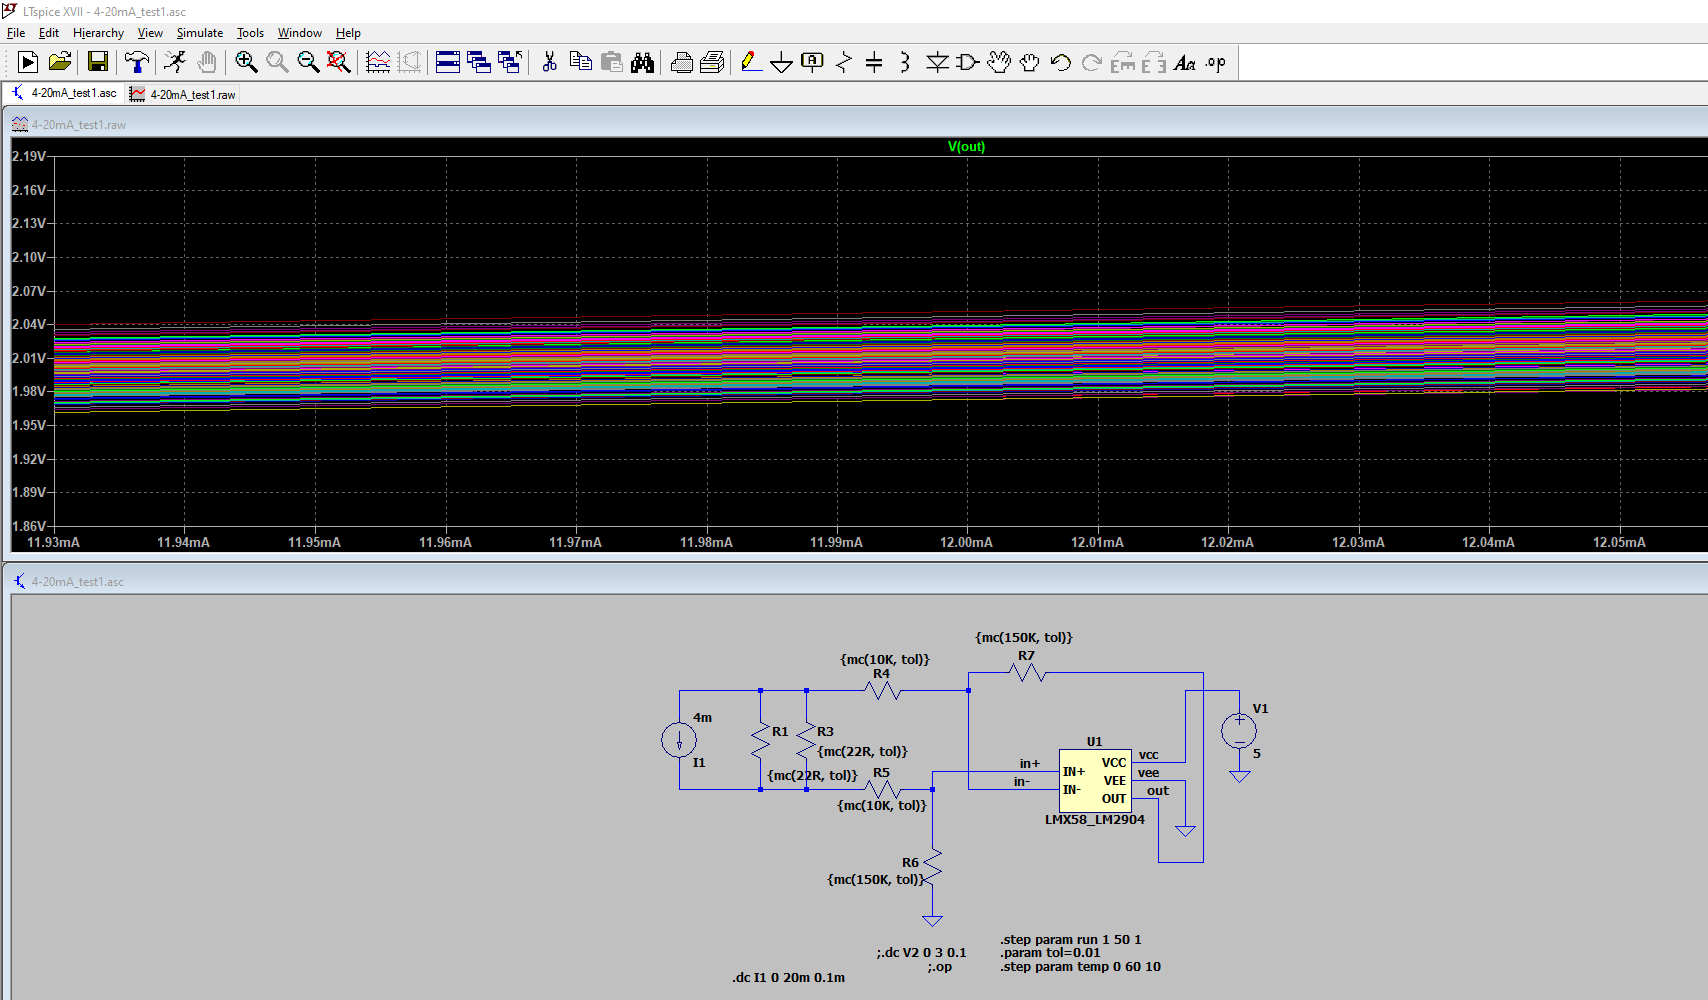 LTspice XVII - 4-20mA_test1.asc
File Edit Hierarchy View Simulate Tools Window Help
4-20mA_test1.asc 4-20mA_test1.raw
4-20mA_test1.raw
V(out)
2.19V
2.16V
2.13V
2.10V
2.07V
2.04V
2.01V
1.98V
1.95V
1.92V
1.89V
1.86V
11.93mA 11.94mA 11.95mA 11.96mA 11.97mA 11.98mA 11.99mA 12.00mA 12.01mA 12.02mA 12.03mA 12.04mA 12.05mA
4-20mA_test1.asc
{mc(150K, tol)}
R7
{mc(10K, tol)}
R4
4m
I1
R1
R3
{mc(22R, tol)}
{mc(22R, tol)}
R5
{mc(10K, tol)}
in+
in-
U1
IN+
IN-
VCC
VEE
OUT
vcc
vee
out
LMX58_LM2904
V1
5
R6
{mc(150K, tol)}
;.dc V2 0 3 0.1
;.op
.step param run 1 50 1
.param tol=0.01
.step param temp 0 60 10
.dc I1 0 20m 0.1m